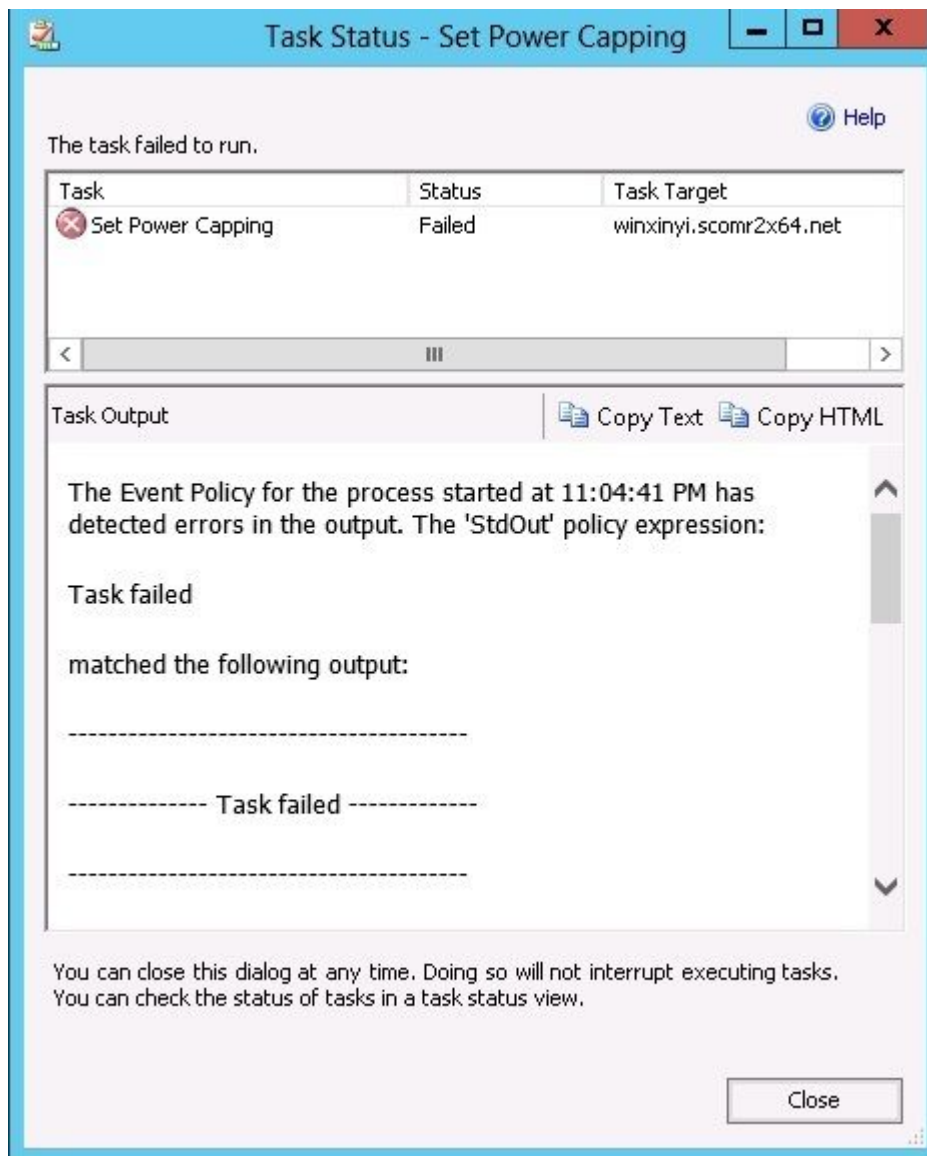 Task Status - Set Power Capping
Help
The task failed to run.
Task Status Task Target
Set Power Capping Failed winxinyi.scomr2x64.net
Task Output Copy Text Copy HTML
The Event Policy for the process started at 11:04:41 PM has
detected errors in the output. The 'StdOut' policy expression:
Task failed
matched the following output:
----------------------------------------
-------------- Task failed -------------
----------------------------------------
You can close this dialog at any time. Doing so will not interrupt executing tasks.
You can check the status of tasks in a task status view.
Close